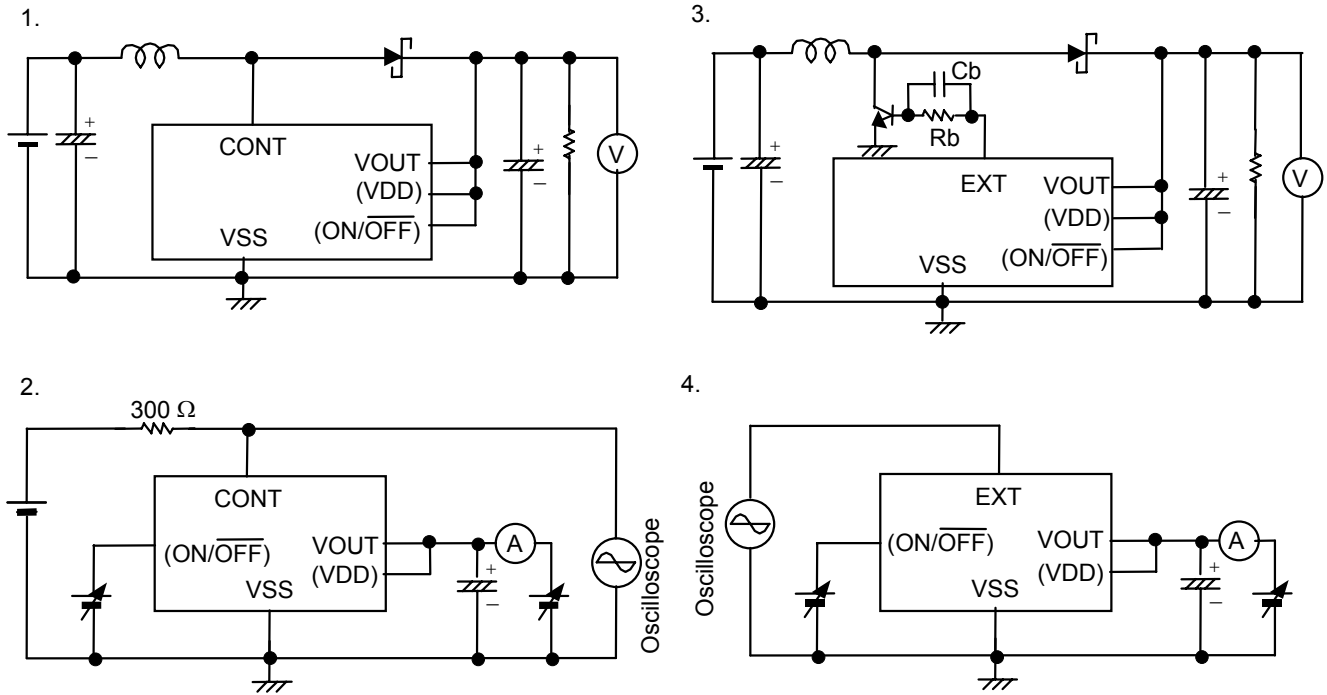 1.
CONT
VOUT
(VDD)
(ON/OFF)
VSS
+
–
+
–
V
3.
Cb
Rb
EXT
VOUT
(VDD)
(ON/OFF)
VSS
+
–
+
–
V
2.
300 Ω
CONT
(ON/OFF)
VOUT
(VDD)
VSS
A
+
–
Oscilloscope
4.
Oscilloscope
EXT
(ON/OFF)
VOUT
(VDD)
VSS
A
+
–